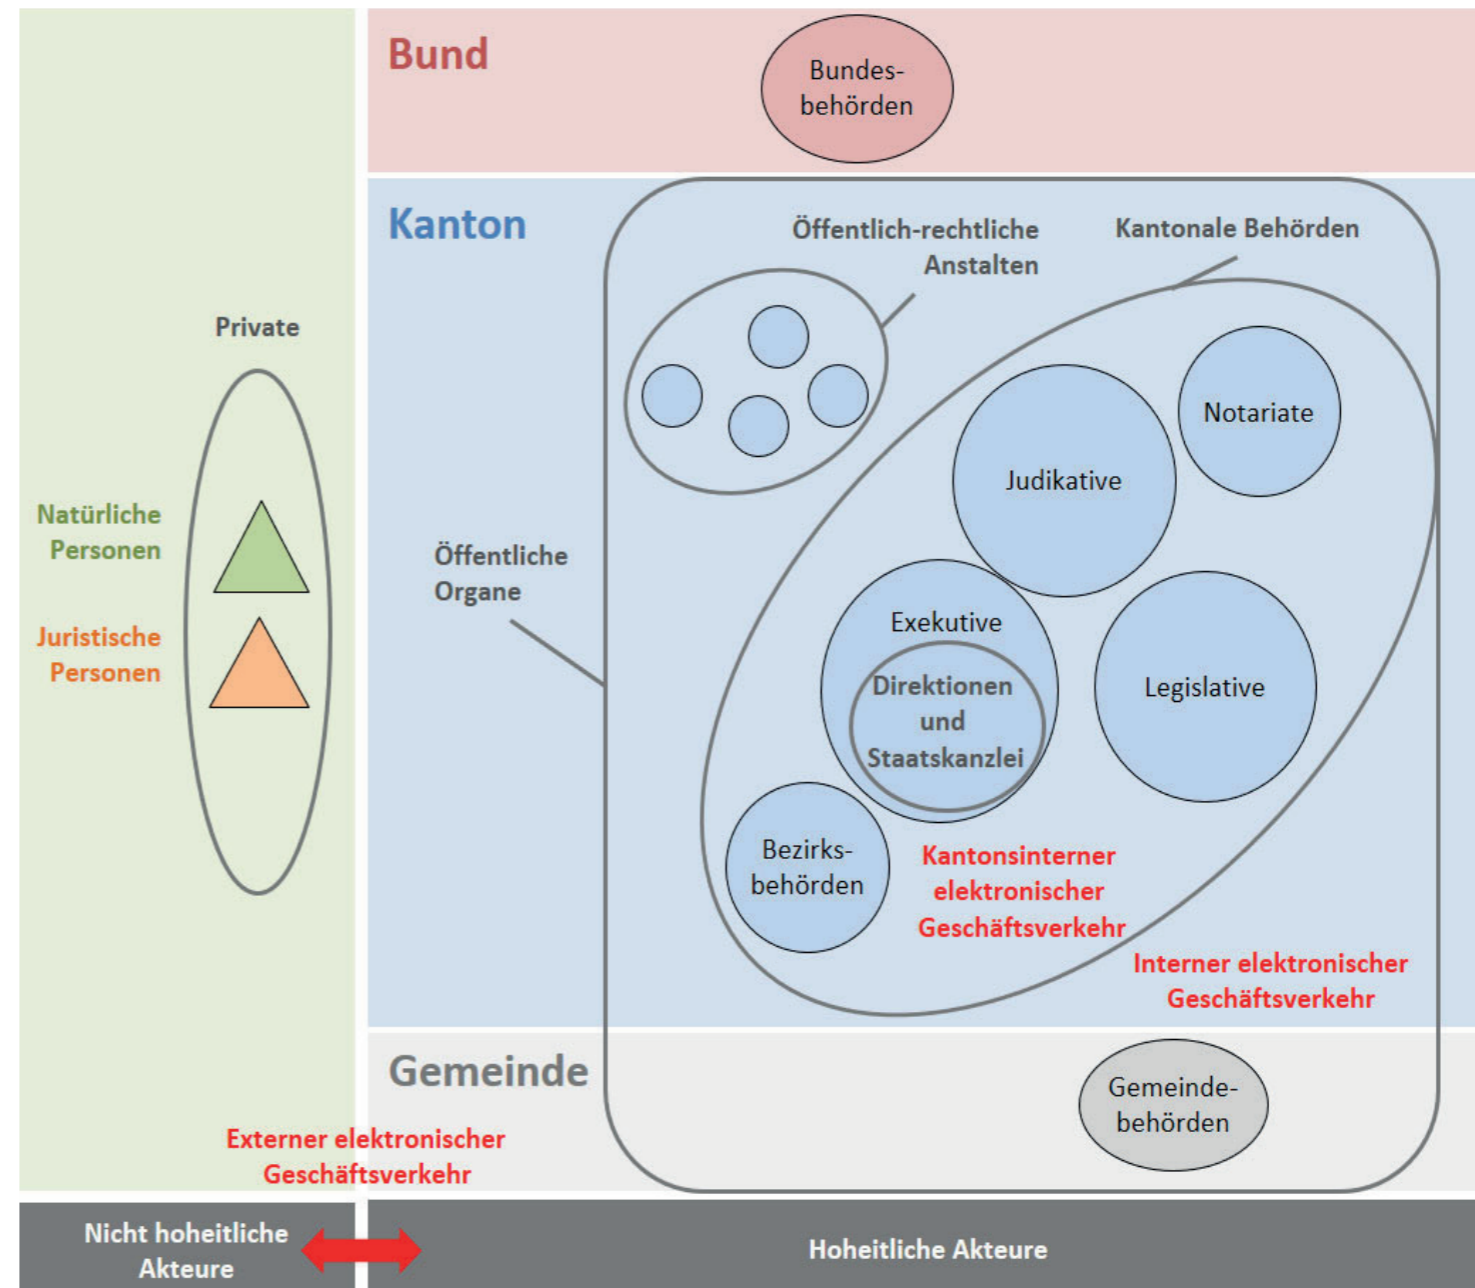 Bund
Bundes-
behörden
Kanton
Öffentlich-rechtliche
Anstalten
Kantonale Behörden
Private
Notariate
Judikative
Natürliche
Personen
Öffentliche
Organe
Exekutive
Juristische
Personen
Direktionen
und
Staatskanzlei
Legislative
Bezirks-
behörden
Kantonsinterner
elektronischer
Geschäftsverkehr
Interner elektronischer
Geschäftsverkehr
Gemeinde
Gemeinde-
behörden
Externer elektronischer
Geschäftsverkehr
Nicht hoheitliche
Akteure
Hoheitliche Akteure